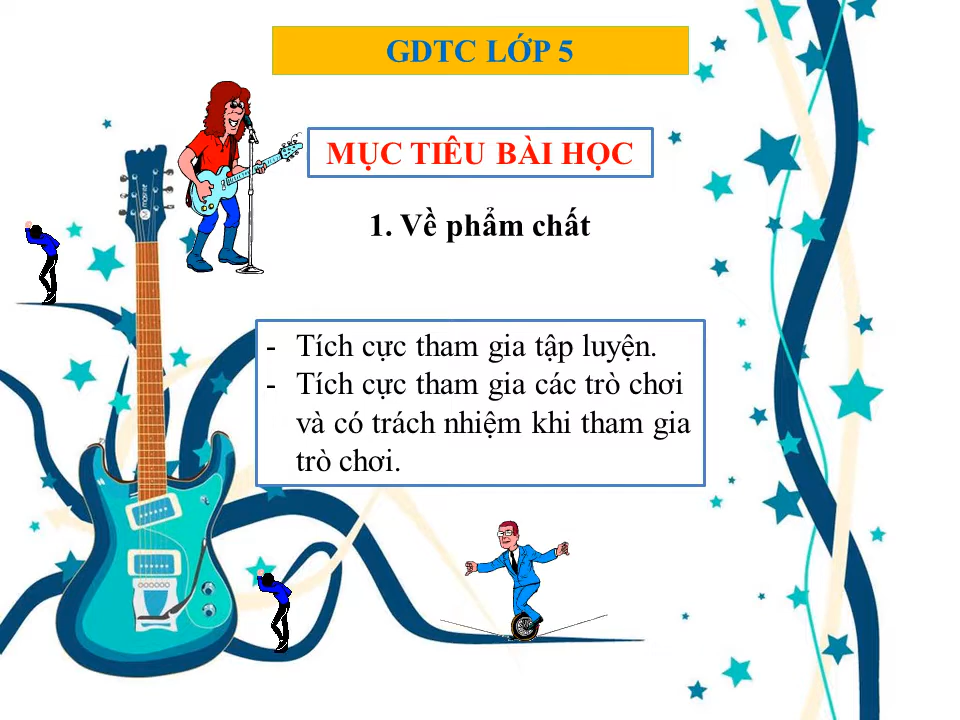 GDTC LỚP 5
MỤC TIÊU BÀI HỌC
1. Về phẩm chất
- Tích cực tham gia tập luyện.
- Tích cực tham gia các trò chơi
và có trách nhiệm khi tham gia
trò chơi.